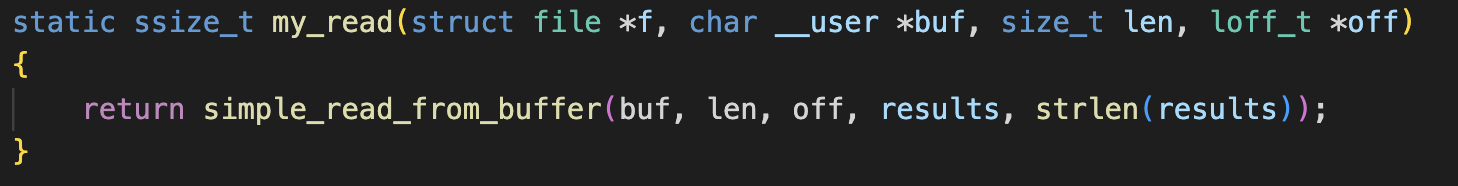 static ssize_t my_read(struct file *f, char __user *buf, size_t len, loff_t *off)
{
    return simple_read_from_buffer(buf, len, off, results, strlen(results));
}